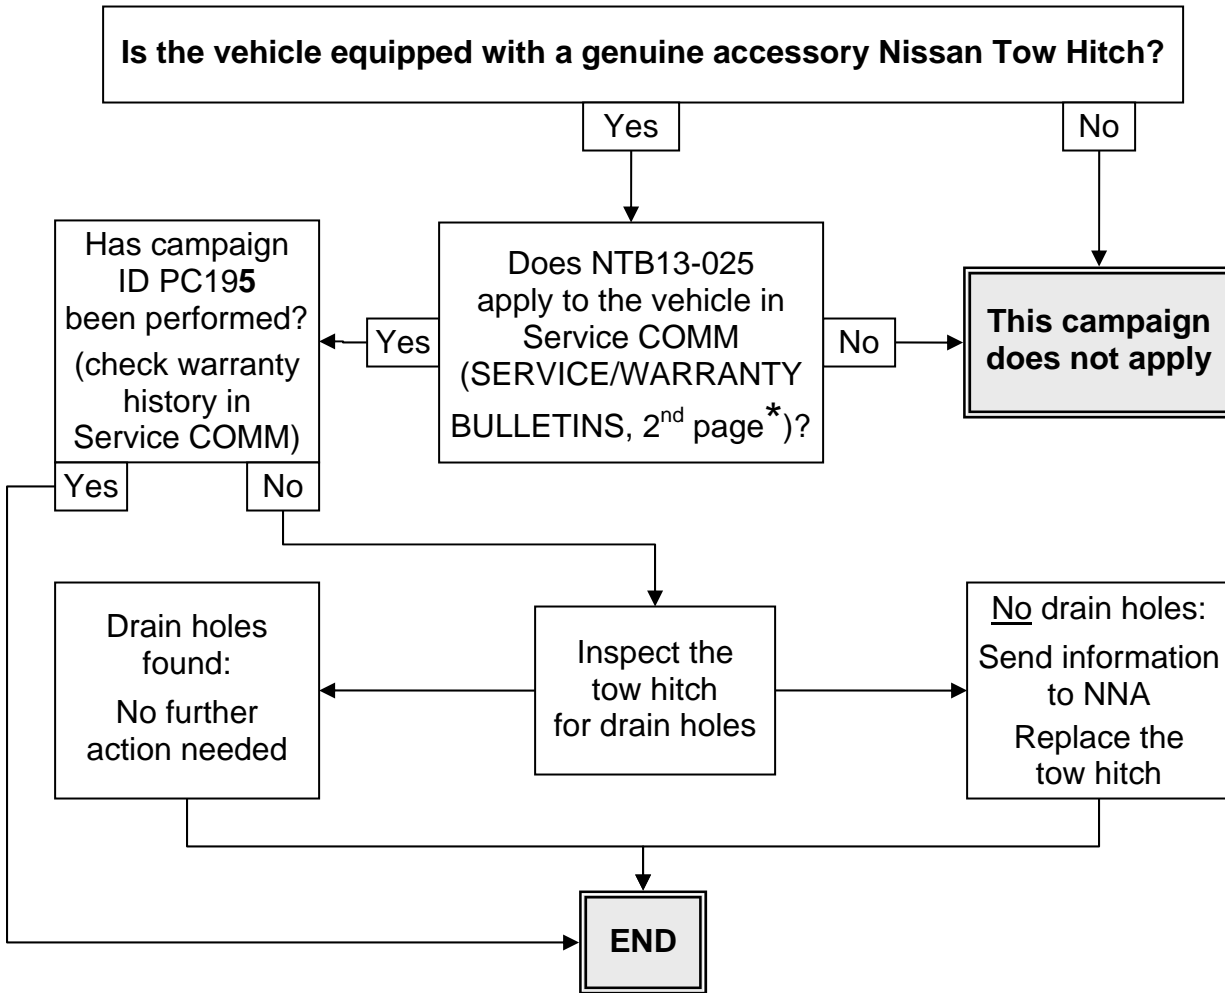 Is the vehicle equipped with a genuine accessory Nissan Tow Hitch?
Yes
No
Has campaign
ID PC195
been performed?
(check warranty
history in
Service COMM)
Yes
No
Does NTB13-025
apply to the vehicle in
Service COMM
(SERVICE/WARRANTY
BULLETINS, 2nd page*)?
Yes
No
This campaign
does not apply
Drain holes
found:
No further
action needed
Inspect the
tow hitch
for drain holes
No drain holes:
Send information
to NNA
Replace the
tow hitch
END